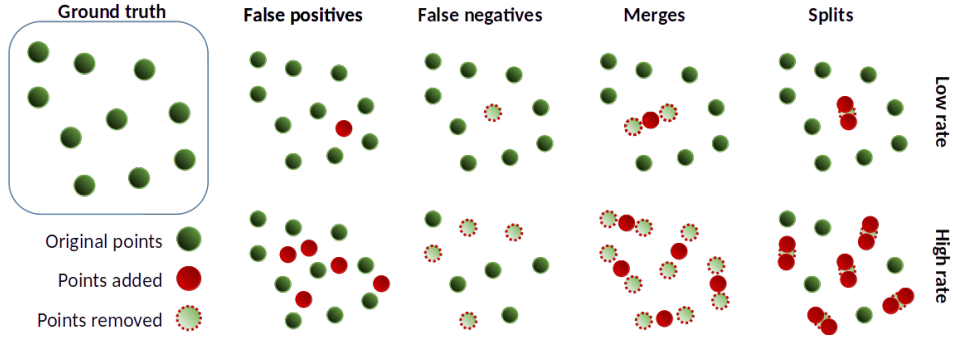 Ground truth
False positives
False negatives
Merges
Splits
Low rate
High rate
Original points
Points added
Points removed